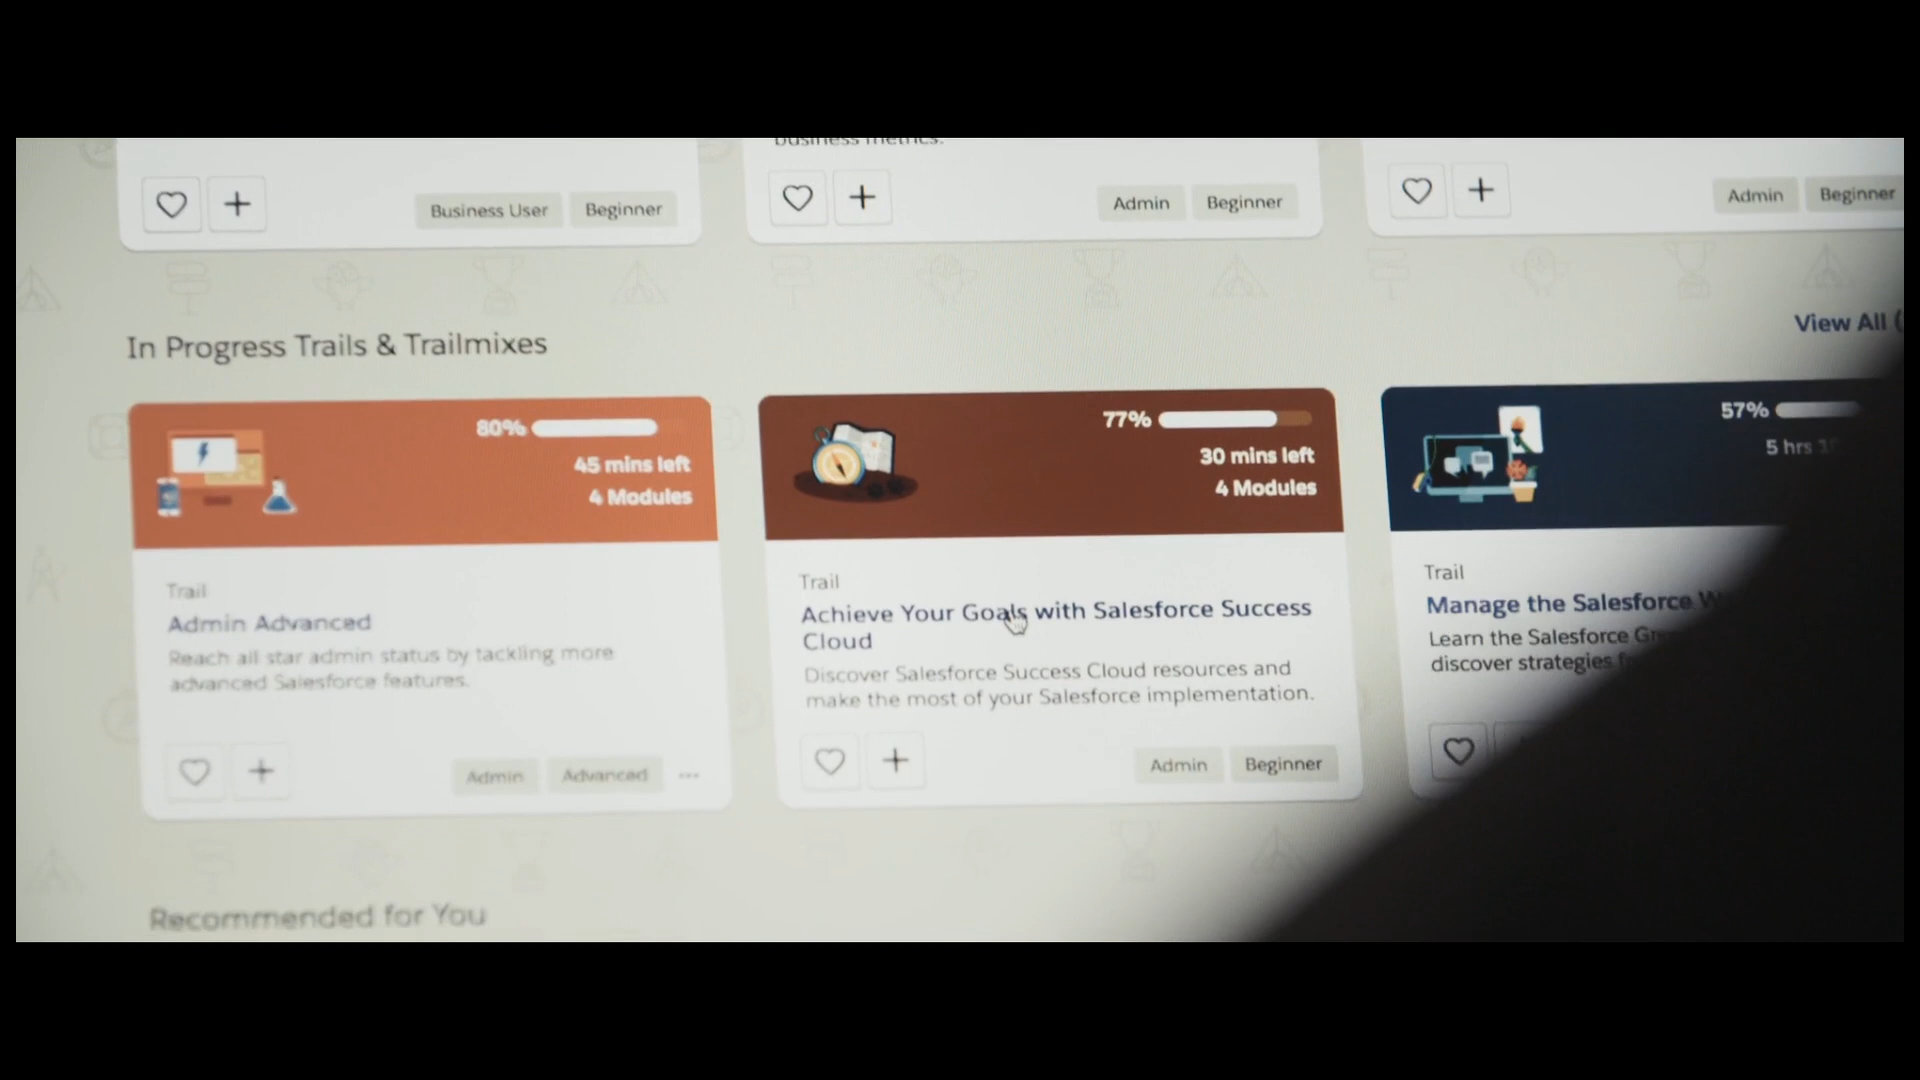 business metrics.
Business User Beginner
Admin Beginner
Admin Beginner
In Progress Trails & Trailmixes
View All (
80%
45 mins left
4 Modules
Trail
Admin Advanced
Reach all star admin status by tackling more
advanced Salesforce features.
Admin Advanced ...
77%
30 mins left
4 Modules
Trail
Achieve Your Goals with Salesforce Success
Cloud
Discover Salesforce Success Cloud resources and
make the most of your Salesforce implementation.
Admin Beginner
57%
5 hrs
Trail
Manage the Salesforce
Learn the Salesforce
discover strategies
Recommended for You